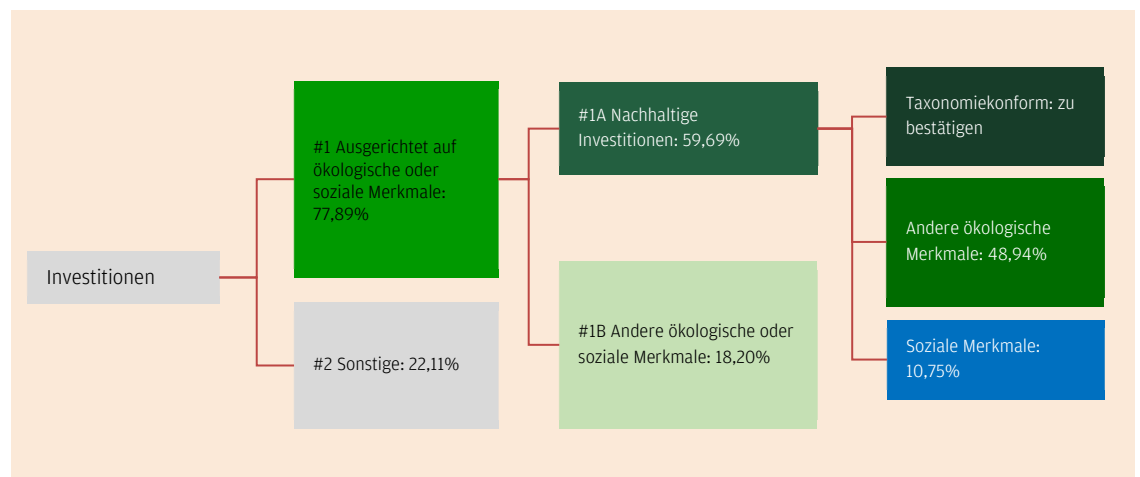 Investitionen
#1 Ausgerichtet auf
ökologische oder
soziale Merkmale:
77,89%
#2 Sonstige: 22,11%
#1A Nachhaltige
Investitionen: 59,69%
#1B Andere ökologische oder
soziale Merkmale: 18,20%
Taxonomiekonform: zu
bestätigen
Andere ökologische
Merkmale: 48,94%
Soziale Merkmale:
10,75%